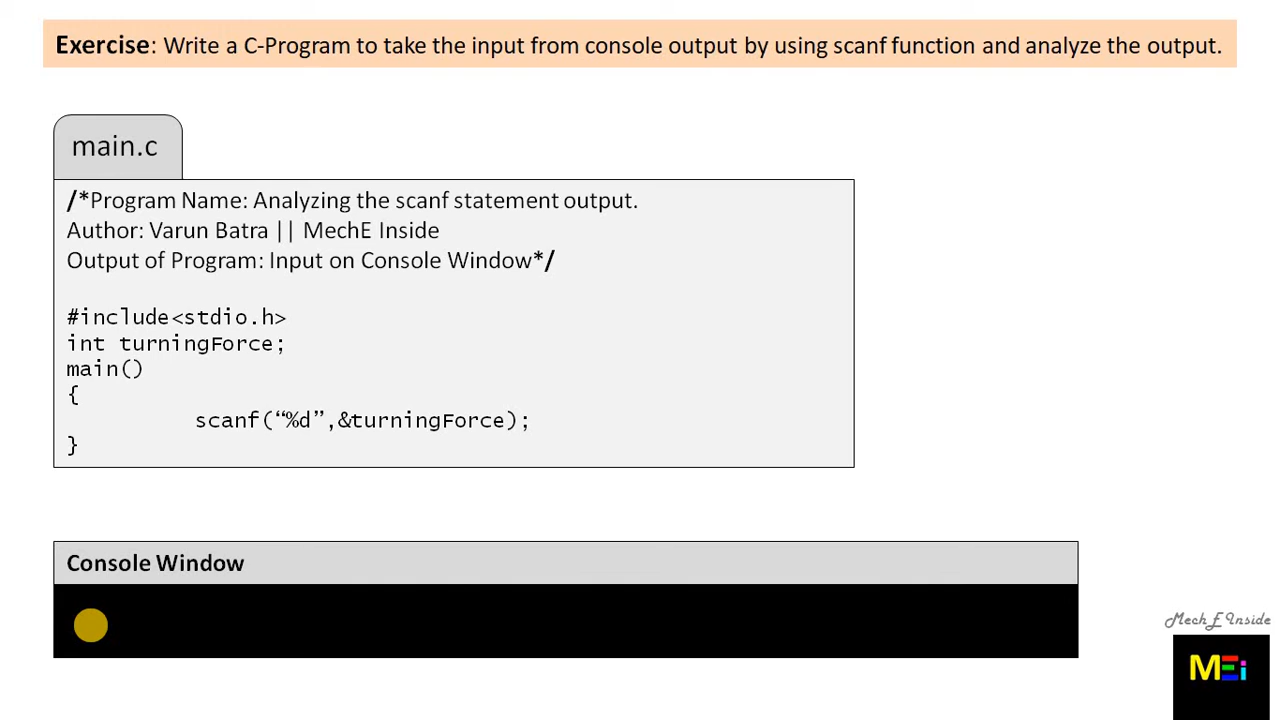 Exercise: Write a C-Program to take the input from console output by using scanf function and analyze the output.
main.c
/*Program Name: Analyzing the scanf statement output.
Author: Varun Batra || MechE Inside
Output of Program: Input on Console Window*/
#include<stdio.h>
int turningForce;
main()
{
scanf(“%d”,&turningForce);
}
Console Window
Mech E Inside
MEi